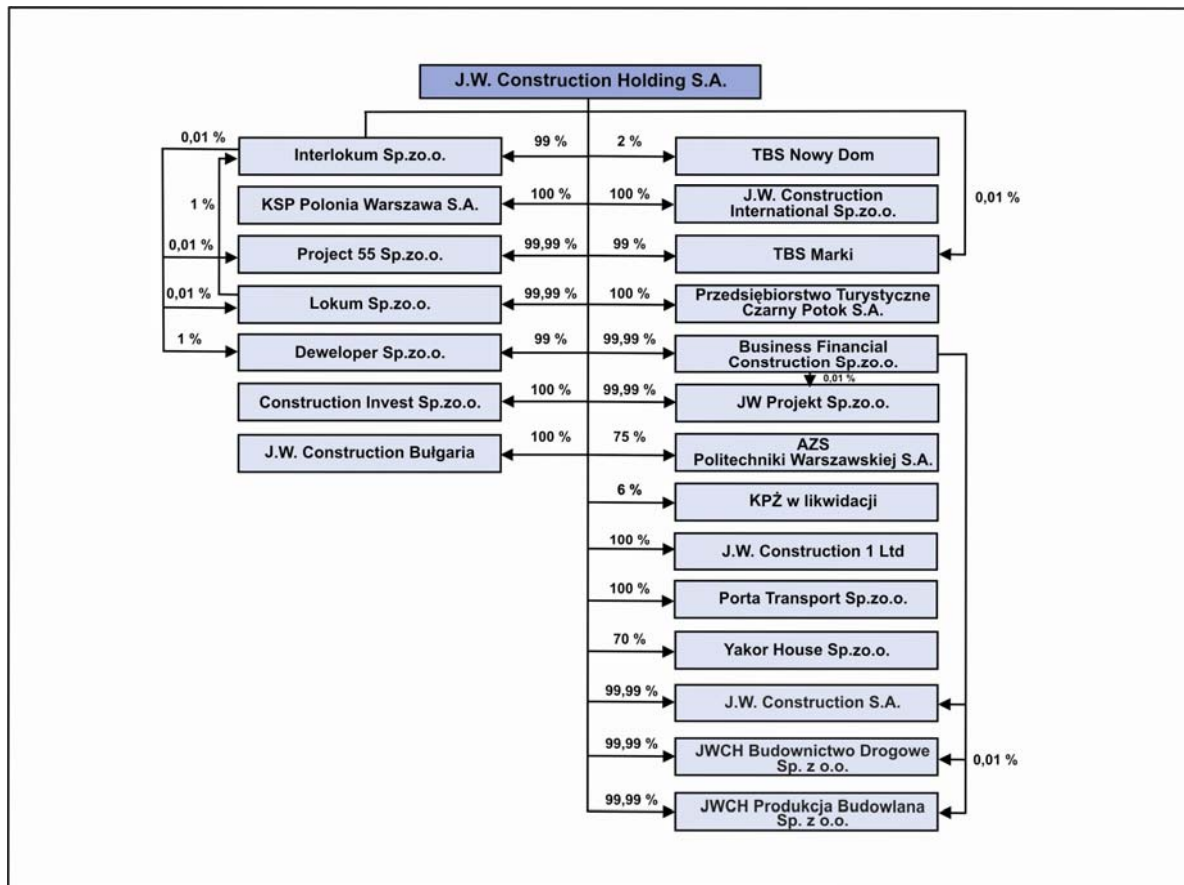 J.W. Construction Holding S.A.
0,01 %
Interlokum Sp.zo.o.
99 %
2 %
TBS Nowy Dom
1 %
KSP Polonia Warszawa S.A.
100 %
100 %
J.W. Construction
International Sp.zo.o.
0,01 %
0,01 %
Project 55 Sp.zo.o.
99,99 %
99 %
TBS Marki
0,01 %
Lokum Sp.zo.o.
99,99 %
100 %
Przedsiębiorstwo Turystyczne
Czarny Potok S.A.
1 %
Deweloper Sp.zo.o.
99 %
99,99 %
Business Financial
Construction Sp.zo.o.
0,01 %
Construction Invest Sp.zo.o.
100 %
99,99 %
JW Projekt Sp.zo.o.
J.W. Construction Bułgaria
100 %
75 %
AZS
Politechniki Warszawskiej S.A.
6 %
KPŻ w likwidacji
100 %
J.W. Construction 1 Ltd
100 %
Porta Transport Sp.zo.o.
70 %
Yakor House Sp.zo.o.
99,99 %
J.W. Construction S.A.
99,99 %
JWCH Budownictwo Drogowe
Sp. z o.o.
0,01 %
99,99 %
JWCH Produkcja Budowlana
Sp. z o.o.